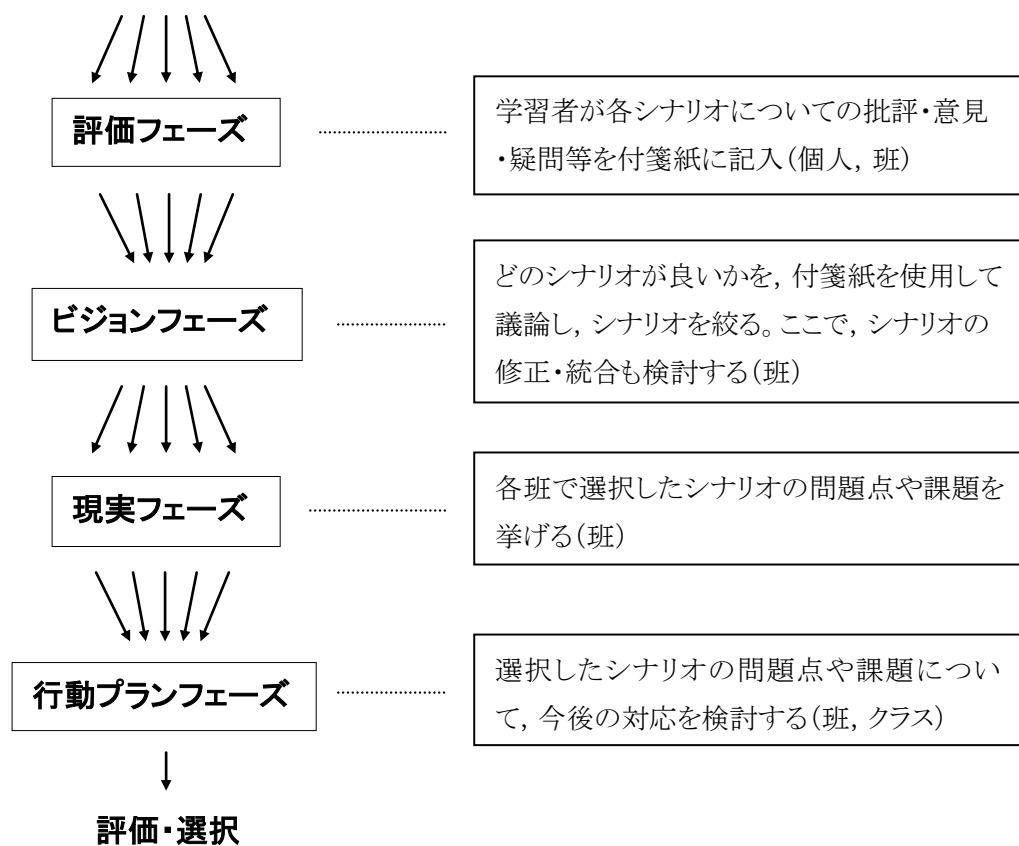 評価フェーズ
学習者が各シナリオについての批評・意見
・疑問等を付箋紙に記入(個人, 班)
ビジョンフェーズ
どのシナリオが良いかを, 付箋紙を使用して
議論し, シナリオを絞る。ここで, シナリオの
修正・統合も検討する(班)
現実フェーズ
各班で選択したシナリオの問題点や課題を
挙げる(班)
行動プランフェーズ
選択したシナリオの問題点や課題につい
て, 今後の対応を検討する(班, クラス)
評価・選択